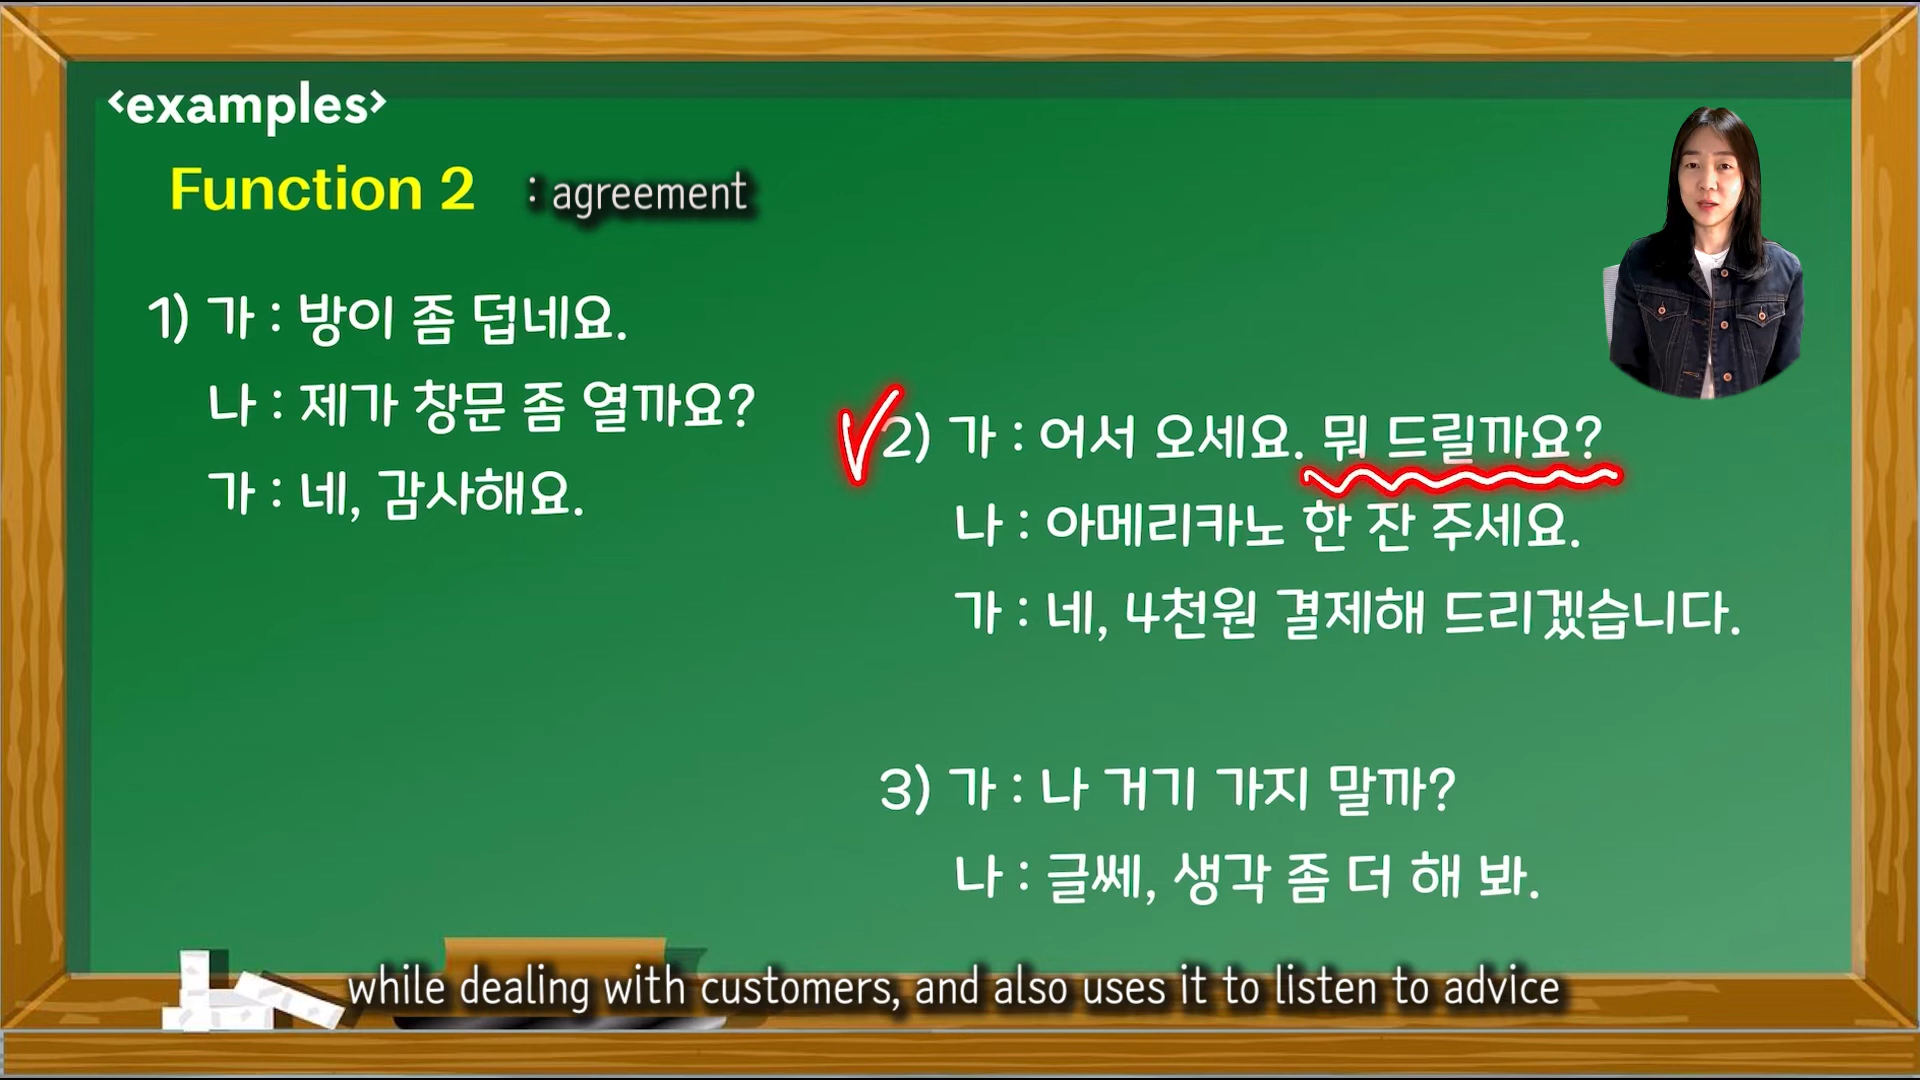 <examples>
Function 2 : agreement
1) 가 : 방이 좀 덥네요.
나 : 제가 창문 좀 열까요?
가 : 네, 감사해요.
2) 가 : 어서 오세요. 뭐 드릴까요?
나 : 아메리카노 한 잔 주세요.
가 : 네, 4천원 결제해 드리겠습니다.
3) 가 : 나 거기 가지 말까?
나 : 글쎄, 생각 좀 더 해 봐.
while dealing with customers, and also uses it to listen to advice